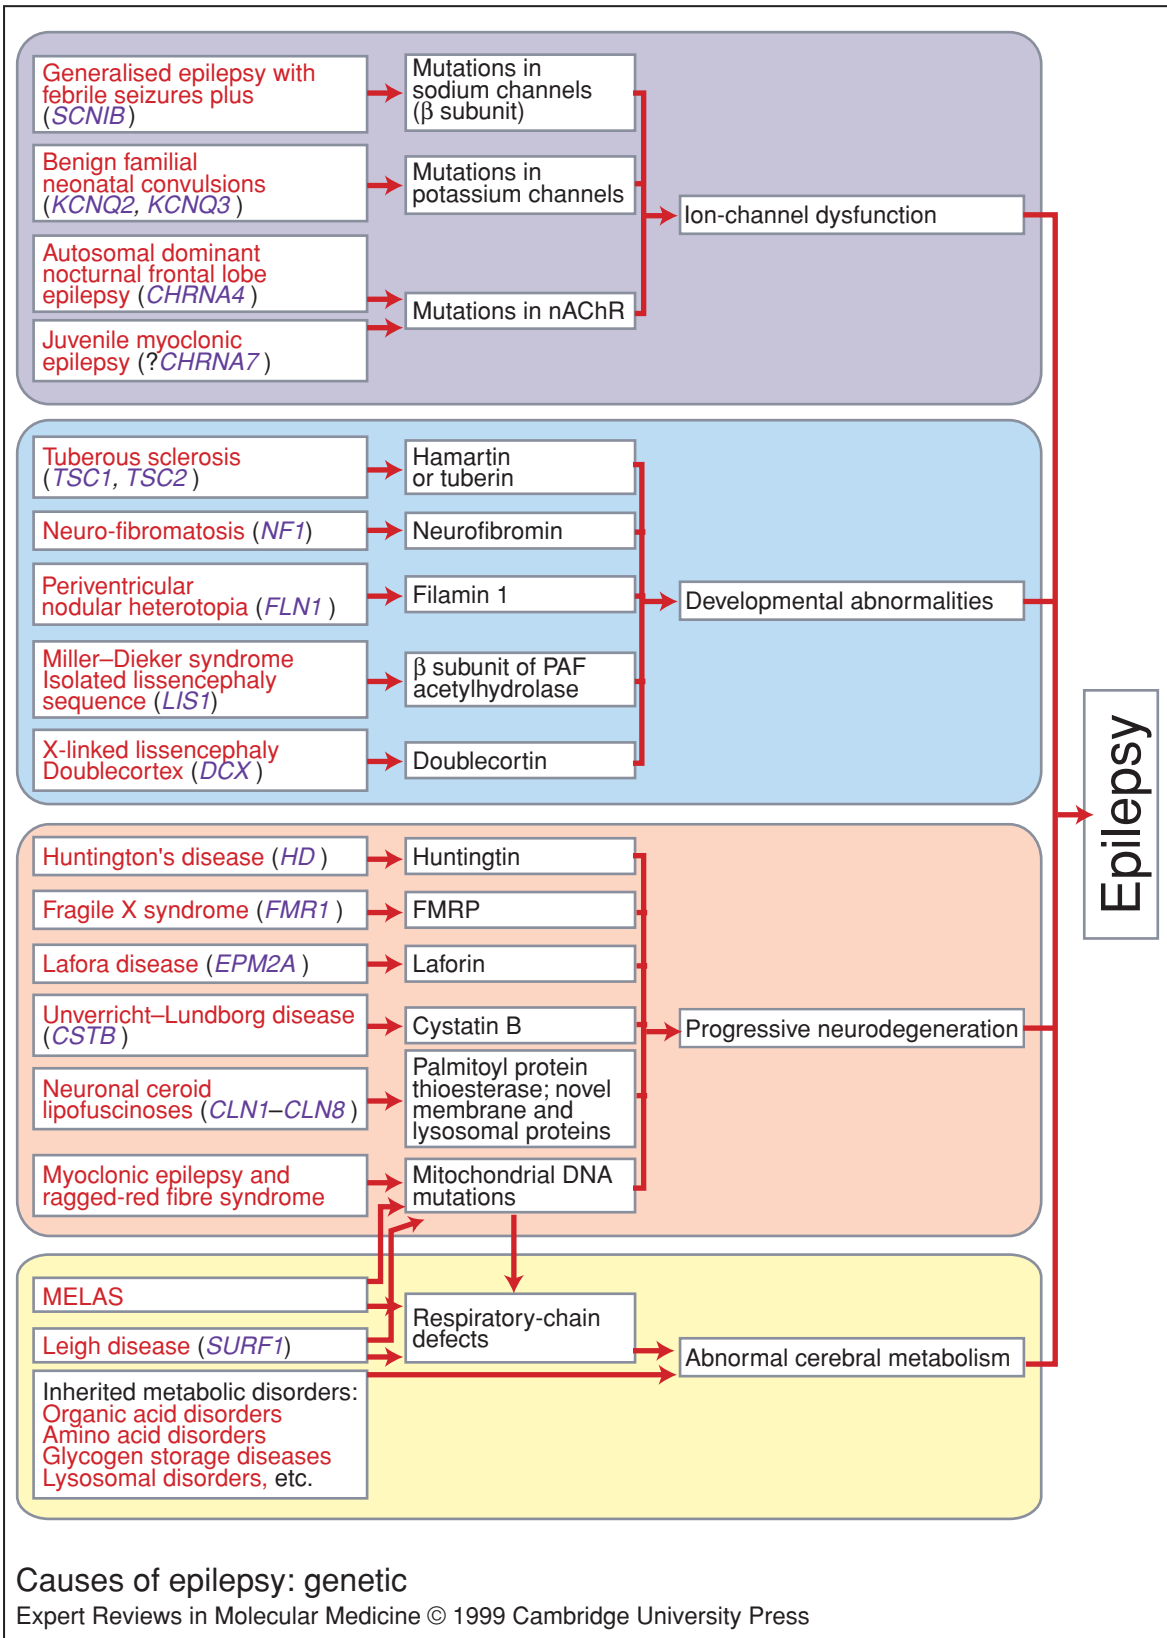 Generalised epilepsy with
febrile seizures plus
(SCNIB )
Mutations in
sodium channels
(β subunit)
Benign familial
neonatal convulsions
(KCNQ2, KCNQ3 )
Mutations in
potassium channels
Ion-channel dysfunction
Autosomal dominant
nocturnal frontal lobe
epilepsy (CHRNA4 )
Mutations in nAChR
Juvenile myoclonic
epilepsy (?CHRNA7 )
Tuberous sclerosis
(TSC1, TSC2 )
Hamartin
or tuberin
Neuro-fibromatosis (NF1)
Neurofibromin
Periventricular
nodular heterotopia (FLN1 )
Filamin 1
Developmental abnormalities
Miller–Dieker syndrome
Isolated lissencephaly
sequence (LIS1)
β subunit of PAF
acetylhydrolase
X-linked lissencephaly
Doublecortex (DCX )
Doublecortin
Epilepsy
Huntington's disease (HD )
Huntingtin
Fragile X syndrome (FMR1 )
FMRP
Lafora disease (EPM2A )
Laforin
Unverricht–Lundborg disease
(CSTB )
Cystatin B
Progressive neurodegeneration
Neuronal ceroid
lipofuscinoses (CLN1–CLN8 )
Palmitoyl protein
thioesterase; novel
membrane and
lysosomal proteins
Myoclonic epilepsy and
ragged-red fibre syndrome
Mitochondrial DNA
mutations
MELAS
Respiratory-chain
defects
Leigh disease (SURF1)
Abnormal cerebral metabolism
Inherited metabolic disorders:
Organic acid disorders
Amino acid disorders
Glycogen storage diseases
Lysosomal disorders, etc.
Causes of epilepsy: genetic
Expert Reviews in Molecular Medicine © 1999 Cambridge University Press